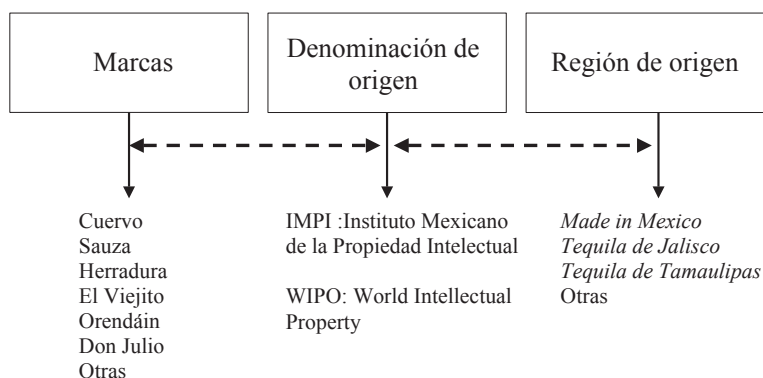 Marcas
Denominación de
origen
Región de origen
Cuervo
Sauza
Herradura
El Viejito
Orendáin
Don Julio
Otras
IMPI :Instituto Mexicano
de la Propiedad Intelectual
WIPO: World Intellectual
Property
Made in Mexico
Tequila de Jalisco
Tequila de Tamaulipas
Otras